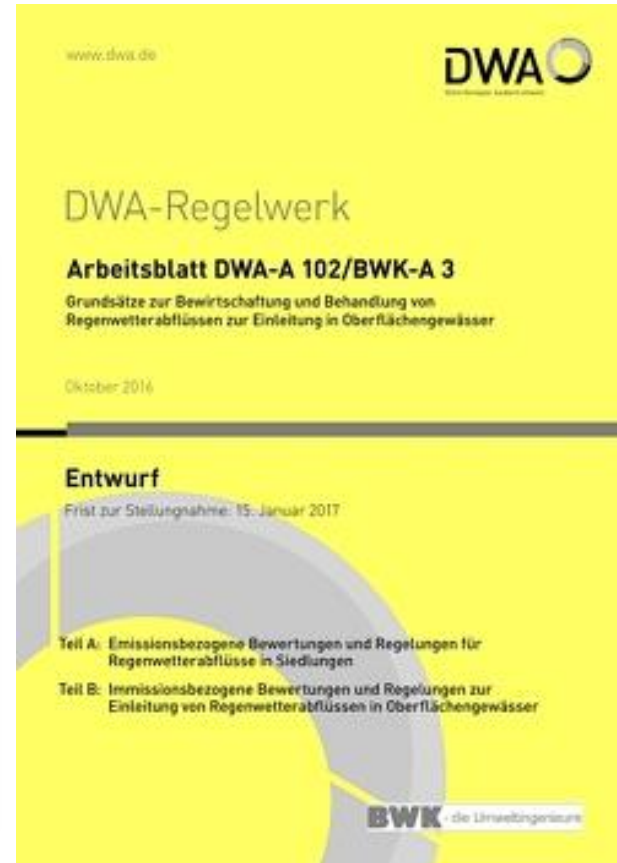 www.dwa.de
DWA
DWA-Regelwerk
Arbeitsblatt DWA-A 102/BWK-A 3
Grundsätze zur Bewirtschaftung und Behandlung von
Regenwetterabflüssen zur Einleitung in Oberflächengewässer
Oktober 2016
Entwurf
Frist zur Stellungnahme: 15. Januar 2017
Teil A: Emissionsbezogene Bewertungen und Regelungen für
Regenwetterabflüsse in Siedlungen
Teil B: Immissionsbezogene Bewertungen und Regelungen zur
Einleitung von Regenwetterabflüssen in Oberflächengewässer
BWK - die Umweltingenieure